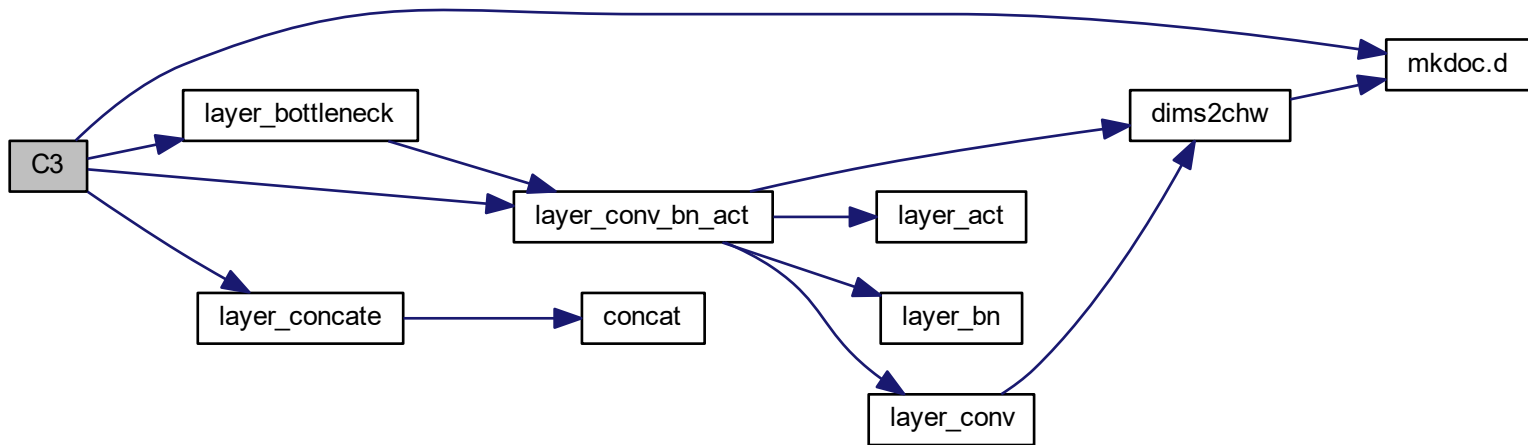 C3
layer_bottleneck
layer_concate
layer_conv_bn_act
concat
layer_act
layer_bn
layer_conv
dims2chw
mkdoc.d